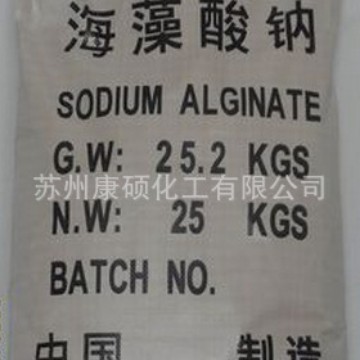 海藻酸钠
SODIUM ALGINATE
G.W: 25.2 KGS
苏州康硕化工有限公司
N.W: 25 KGS
BATCH NO.
中国 制造